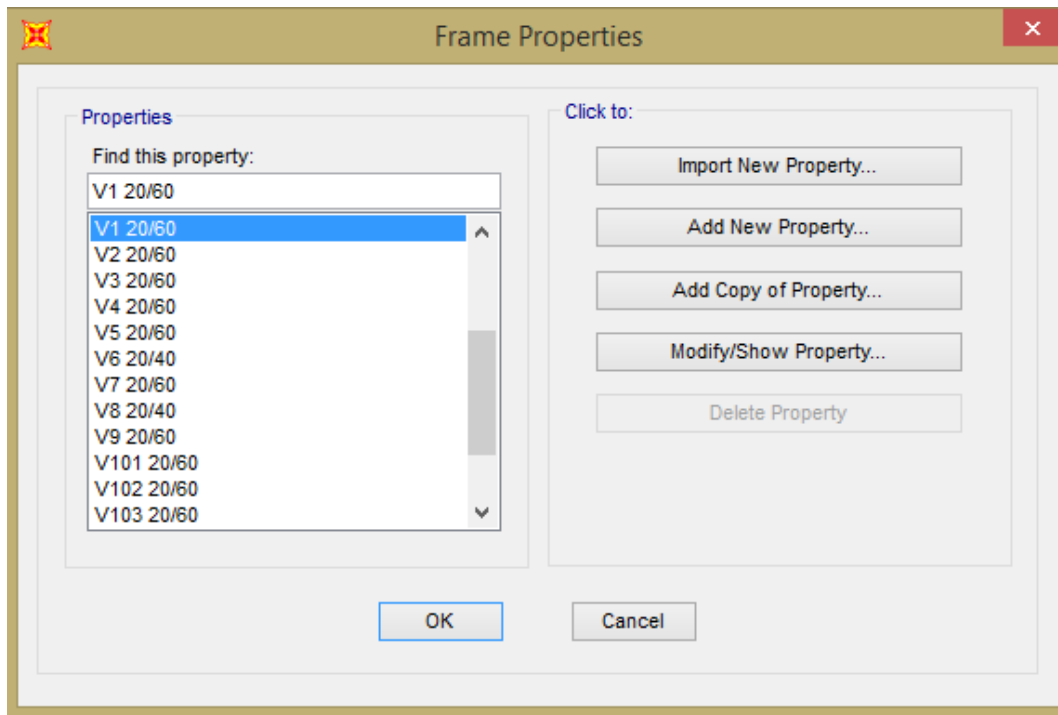 Frame Properties
Properties
Find this property:
V1 20/60
V1 20/60
V2 20/60
V3 20/60
V4 20/60
V5 20/60
V6 20/40
V7 20/60
V8 20/40
V9 20/60
V101 20/60
V102 20/60
V103 20/60
Click to:
Import New Property...
Add New Property...
Add Copy of Property...
Modify/Show Property...
Delete Property
OK
Cancel